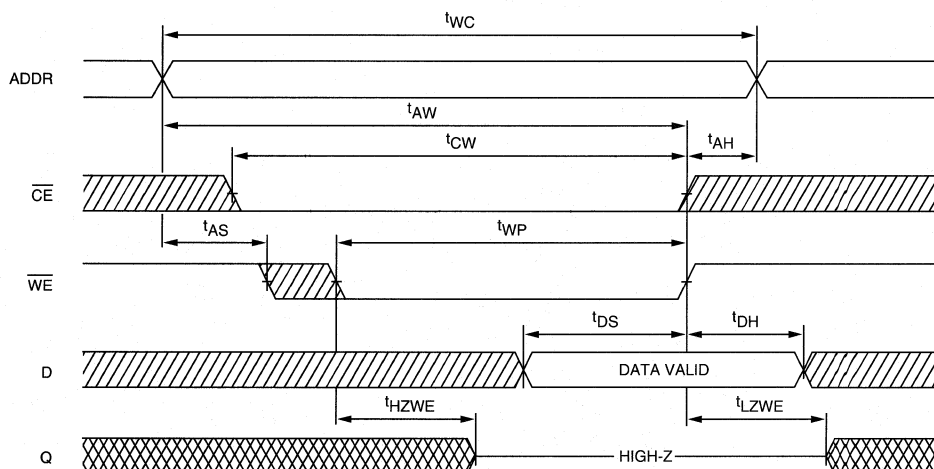 tWC
ADDR
tAW
tCW
tAH
CE
tAS
tWP
WE
tDS
tDH
D
DATA VALID
tHZWE
tLZWE
Q
HIGH-Z